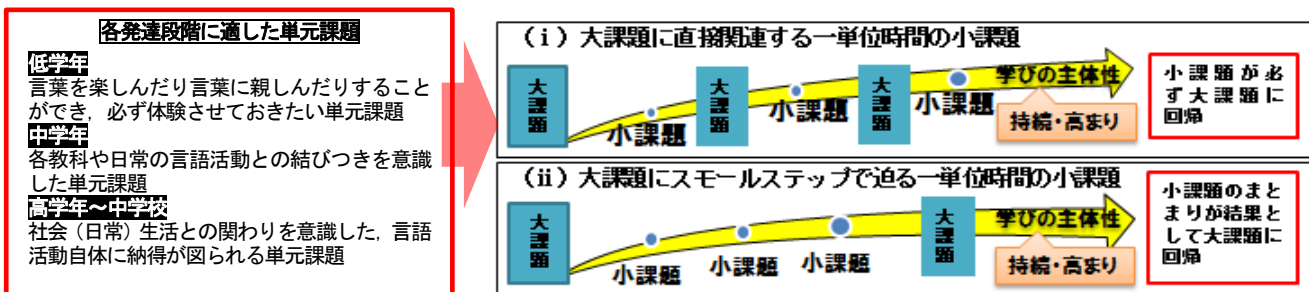 各発達段階に適した単元課題
低学年
言葉を楽しんだり言葉に親しんだりすること
ができ，必ず体験させておきたい単元課題
中学年
各教科や日常の言語活動との結びつきを意識
した単元課題
高学年～中学校
社会（日常）生活との関わりを意識した，言語
活動自体に納得が図られる単元課題
（ⅰ）大課題に直接関連する一単位時間の小課題
大課題
小課題
大課題
小課題
大課題
小課題
学びの主体性
持続・高まり
小課題が必
ず大課題に
回帰
（ⅱ）大課題にスモールステップで迫る一単位時間の小課題
大課題
小課題
小課題
小課題
大課題
学びの主体性
持続・高まり
小課題のまと
まりが結果と
して大課題に
回帰